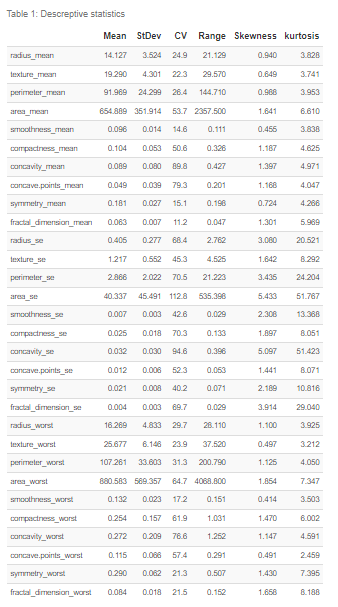 Table 1: Descreptive statistics
Mean StDev CV Range Skewness kurtosis
radius_mean 14.127 3.524 24.9 21.129 0.940 3.828
texture_mean 19.290 4.301 22.3 29.570 0.649 3.741
perimeter_mean 91.969 24.299 26.4 144.710 0.988 3.953
area_mean 654.889 351.914 53.7 2357.500 1.641 6.610
smoothness_mean 0.096 0.014 14.6 0.111 0.455 3.838
compactness_mean 0.104 0.053 50.6 0.326 1.187 4.625
concavity_mean 0.089 0.080 89.8 0.427 1.397 4.971
concave.points_mean 0.049 0.039 79.3 0.201 1.168 4.047
symmetry_mean 0.181 0.027 15.1 0.198 0.724 4.266
fractal_dimension_mean 0.063 0.007 11.2 0.047 1.301 5.969
radius_se 0.405 0.277 68.4 2.762 3.080 20.521
texture_se 1.217 0.552 45.3 4.525 1.642 8.292
perimeter_se 2.866 2.022 70.5 21.223 3.435 24.204
area_se 40.337 45.491 112.8 535.398 5.433 51.767
smoothness_se 0.007 0.003 42.6 0.029 2.308 13.368
compactness_se 0.025 0.018 70.3 0.133 1.897 8.051
concavity_se 0.032 0.030 94.6 0.396 5.097 51.423
concave.points_se 0.012 0.006 52.3 0.053 1.441 8.071
symmetry_se 0.021 0.008 40.2 0.071 2.189 10.816
fractal_dimension_se 0.004 0.003 69.7 0.029 3.914 29.040
radius_worst 16.269 4.833 29.7 28.110 1.100 3.925
texture_worst 25.677 6.146 23.9 37.520 0.497 3.212
perimeter_worst 107.261 33.603 31.3 200.790 1.125 4.050
area_worst 880.583 569.357 64.7 4068.800 1.854 7.347
smoothness_worst 0.132 0.023 17.2 0.151 0.414 3.503
compactness_worst 0.254 0.157 61.9 1.031 1.470 6.002
concavity_worst 0.272 0.209 76.6 1.252 1.147 4.591
concave.points_worst 0.115 0.066 57.4 0.291 0.491 2.459
symmetry_worst 0.290 0.062 21.3 0.507 1.430 7.395
fractal_dimension_worst 0.084 0.018 21.5 0.152 1.658 8.188